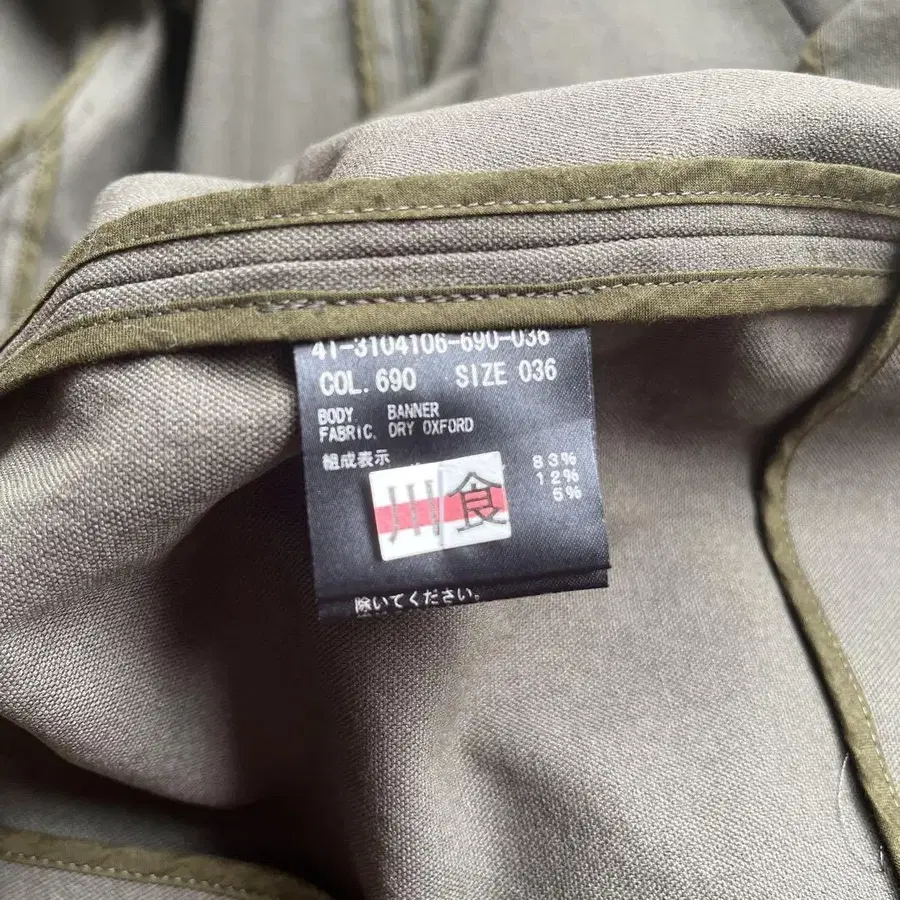 41-3104106-690-036
COL. 690 SIZE 036
BODY. BANNER
FABRIC. DRY OXFORD
組成表示
83%
12%
5%
川食
除いてください。